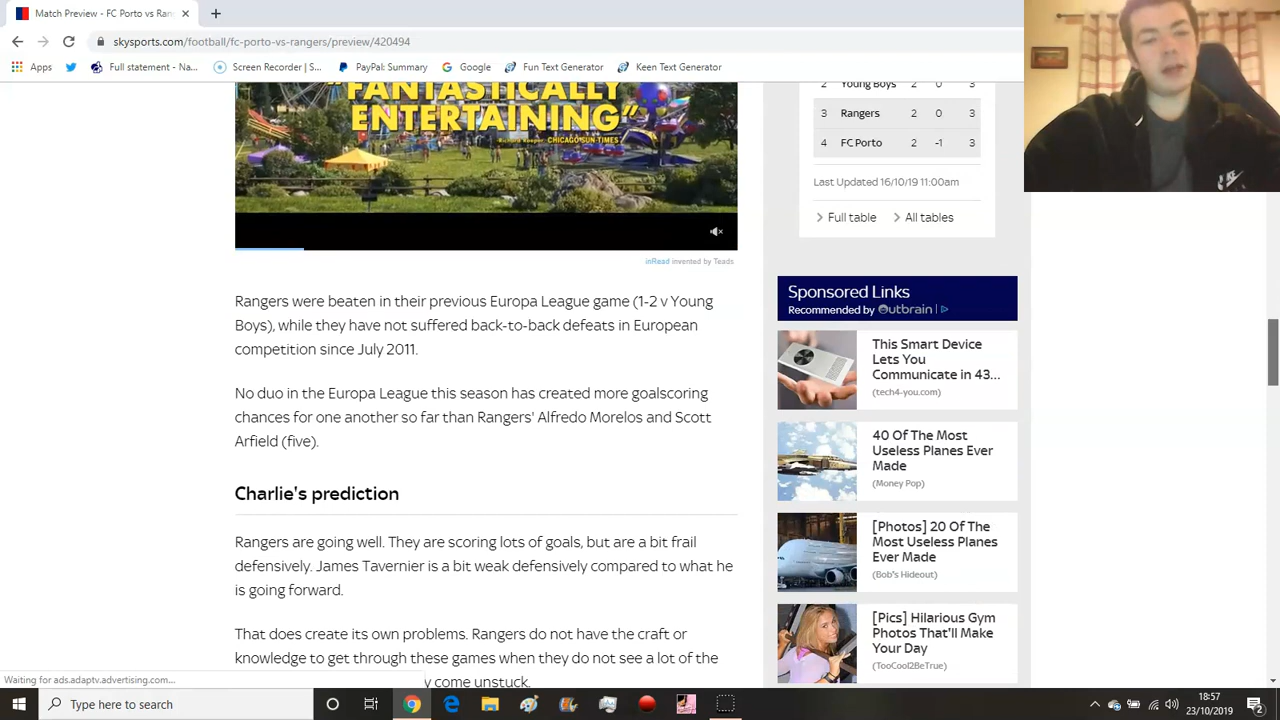 Match Preview - FC Porto vs Ran
skysports.com/football/fc-porto-vs-rangers/preview/420494
Apps
Full statement - Na...
Screen Recorder | S...
PayPal: Summary
Google
Fun Text Generator
Keen Text Generator
"FANTASTICALLY
ENTERTAINING"
Richard Roeper, CHICAGO SUN-TIMES
inRead invented by Teads
2 Young Boys 2 0 3
3 Rangers 2 0 3
4 FC Porto 2 -1 3
Last Updated 16/10/19 11:00am
Full table All tables
Rangers were beaten in their previous Europa League game (1-2 v Young
Boys), while they have not suffered back-to-back defeats in European
competition since July 2011.
No duo in the Europa League this season has created more goalscoring
chances for one another so far than Rangers' Alfredo Morelos and Scott
Arfield (five).
Charlie's prediction
Rangers are going well. They are scoring lots of goals, but are a bit frail
defensively. James Tavernier is a bit weak defensively compared to what he
is going forward.
That does create its own problems. Rangers do not have the craft or
knowledge to get through these games when they do not see a lot of the
y come unstuck.
Sponsored Links
Recommended by Outbrain |
This Smart Device
Lets You
Communicate in 43...
(tech4-you.com)
40 Of The Most
Useless Planes Ever
Made
(Money Pop)
[Photos] 20 Of The
Most Useless Planes
Ever Made
(Bob's Hideout)
[Pics] Hilarious Gym
Photos That'll Make
Your Day
(TooCool2BeTrue)
Waiting for ads.adaptv.advertising.com...
Type here to search
18:57
23/10/2019
2